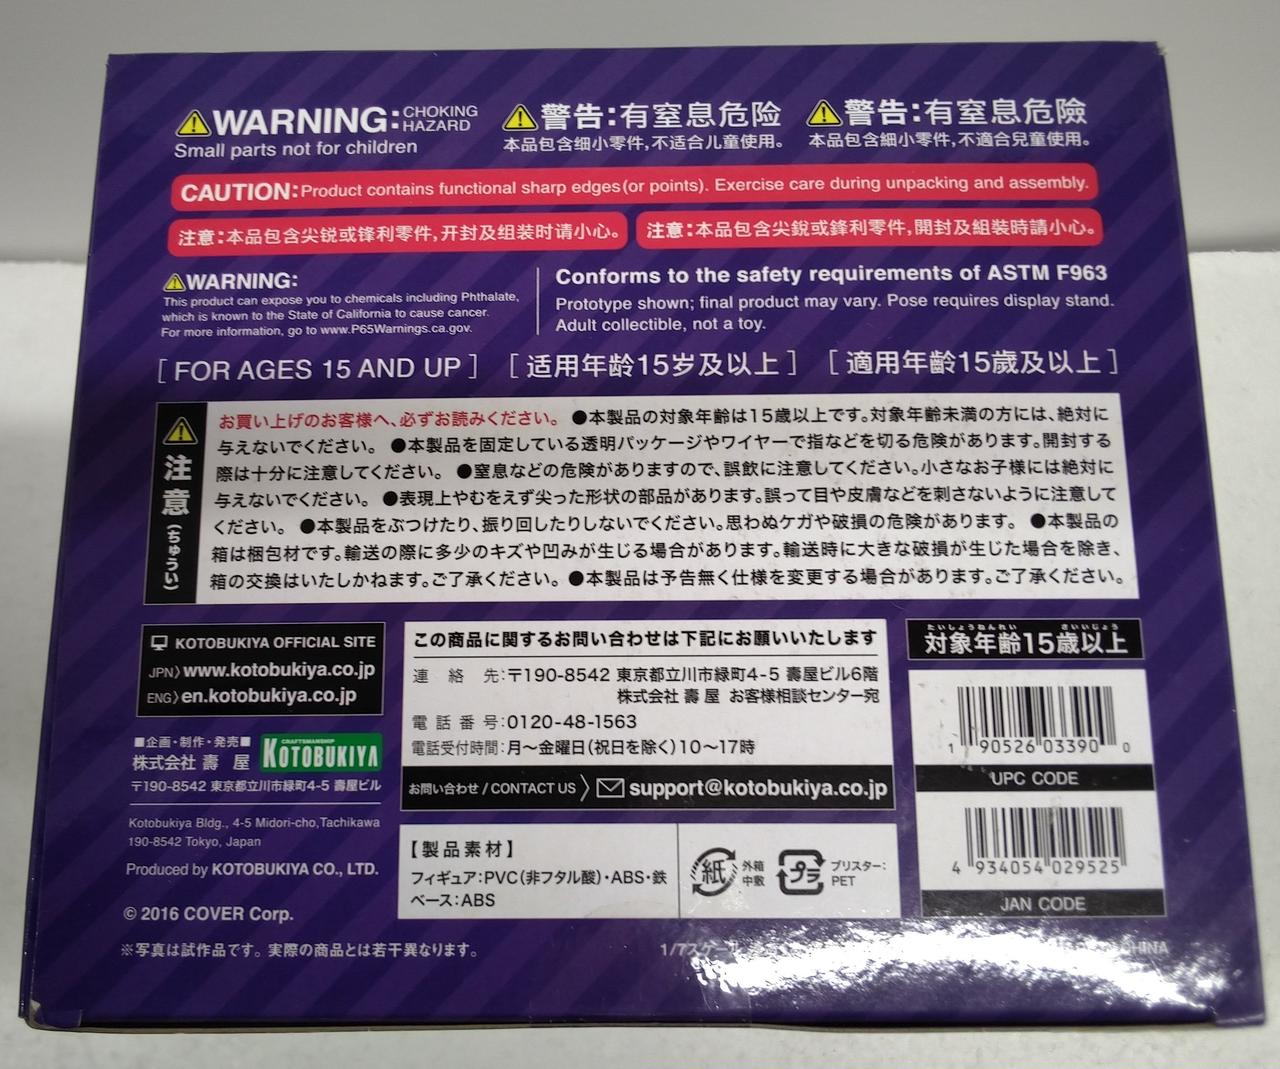 ⚠WARNING: CHOKING HAZARD
Small parts not for children
⚠警告:有窒息危险
本品包含细小零件,不适合儿童使用。
⚠警告:有窒息危險
本品包含細小零件,不適合兒童使用。
CAUTION: Product contains functional sharp edges (or points). Exercise care during unpacking and assembly.
注意:本品包含尖锐或锋利零件,开封及组装时请小心。
注意:本品包含尖銳或鋒利零件,開封及組裝時請小心。
⚠WARNING:
This product can expose you to chemicals including Phthalate,
which is known to the State of California to cause cancer.
For more information, go to www.P65Warnings.ca.gov.
Conforms to the safety requirements of ASTM F963
Prototype shown; final product may vary. Pose requires display stand.
Adult collectible, not a toy.
[ FOR AGES 15 AND UP ] [ 适用年龄15岁及以上 ] [ 適用年齡15歲及以上 ]
注意(ちゅうい)
お買い上げのお客様へ、必ずお読みください。 ●本製品の対象年齢は15歳以上です。対象年齢未満の方には、絶対に
与えないでください。 ●本製品を固定している透明パッケージやワイヤーで指などを切る危険があります。開封する
際は十分に注意してください。 ●窒息などの危険がありますので、誤飲に注意してください。小さなお子様には絶対に
与えないでください。 ●表現上やむをえず尖った形状の部品があります。誤って目や皮膚などを刺さないように注意して
ください。 ●本製品をぶつけたり、振り回したりしないでください。思わぬケガや破損の危険があります。 ●本製品の
箱は梱包材です。輸送の際に多少のキズや凹みが生じる場合があります。輸送時に大きな破損が生じた場合を除き、
箱の交換はいたしかねます。ご了承ください。 ●本製品は予告無く仕様を変更する場合があります。ご了承ください。
KOTOBUKIYA OFFICIAL SITE
JPN〉www.kotobukiya.co.jp
ENG〉en.kotobukiya.co.jp
■企画・制作・発売■
株式会社 壽 屋
CRAFTSMANSHIP
KOTOBUKIYA
〒190-8542 東京都立川市緑町4-5 壽屋ビル
Kotobukiya Bldg., 4-5 Midori-cho,Tachikawa
190-8542 Tokyo, Japan
Produced by KOTOBUKIYA CO., LTD.
© 2016 COVER Corp.
※写真は試作品です。実際の商品とは若干異なります。
この商品に関するお問い合わせは下記にお願いいたします
連 絡 先:〒190-8542 東京都立川市緑町4-5 壽屋ビル6階
株式会社 壽 屋 お客様相談センター宛
電 話 番 号:0120-48-1563
電話受付時間:月〜金曜日(祝日を除く)10〜17時
お問い合わせ / CONTACT US 〉 support@kotobukiya.co.jp
【製品素材】
フィギュア:PVC(非フタル酸)・ABS・鉄
ベース:ABS
紙 外箱
中敷
プラ ブリスター:
PET
たいしょうねんれい さいいじょう
対象年齢15歳以上
1 90526 03390 0
UPC CODE
4 934054 029525
JAN CODE
1/7スケール
CHINA